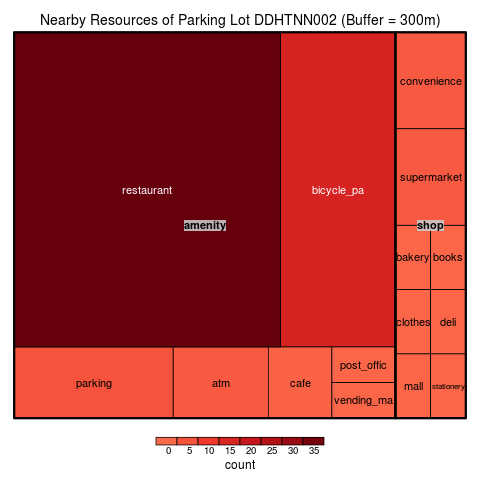 Nearby Resources of Parking Lot DDHTNN002 (Buffer = 300m)
convenience
restaurant
bicycle_pa
supermarket
amenity
shop
bakery
books
clothes
deli
parking
atm
cafe
post_offic
vending_ma
mall
stationery
0 5 10 15 20 25 30 35
count